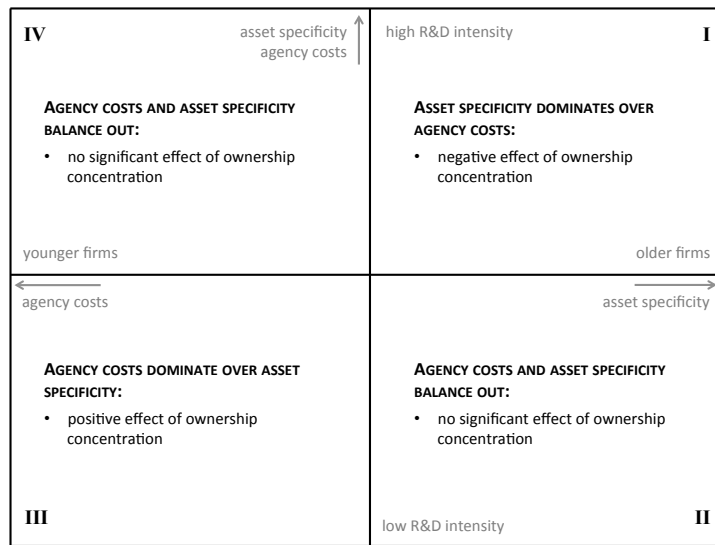 IV
asset specificity
agency costs
AGENCY COSTS AND ASSET SPECIFICITY
BALANCE OUT:
• no significant effect of ownership
concentration
younger firms
high R&D intensity
I
ASSET SPECIFICITY DOMINATES OVER
AGENCY COSTS:
• negative effect of ownership
concentration
older firms
agency costs
AGENCY COSTS DOMINATE OVER ASSET
SPECIFICITY:
• positive effect of ownership
concentration
III
asset specificity
AGENCY COSTS AND ASSET SPECIFICITY
BALANCE OUT:
• no significant effect of ownership
concentration
low R&D intensity
II